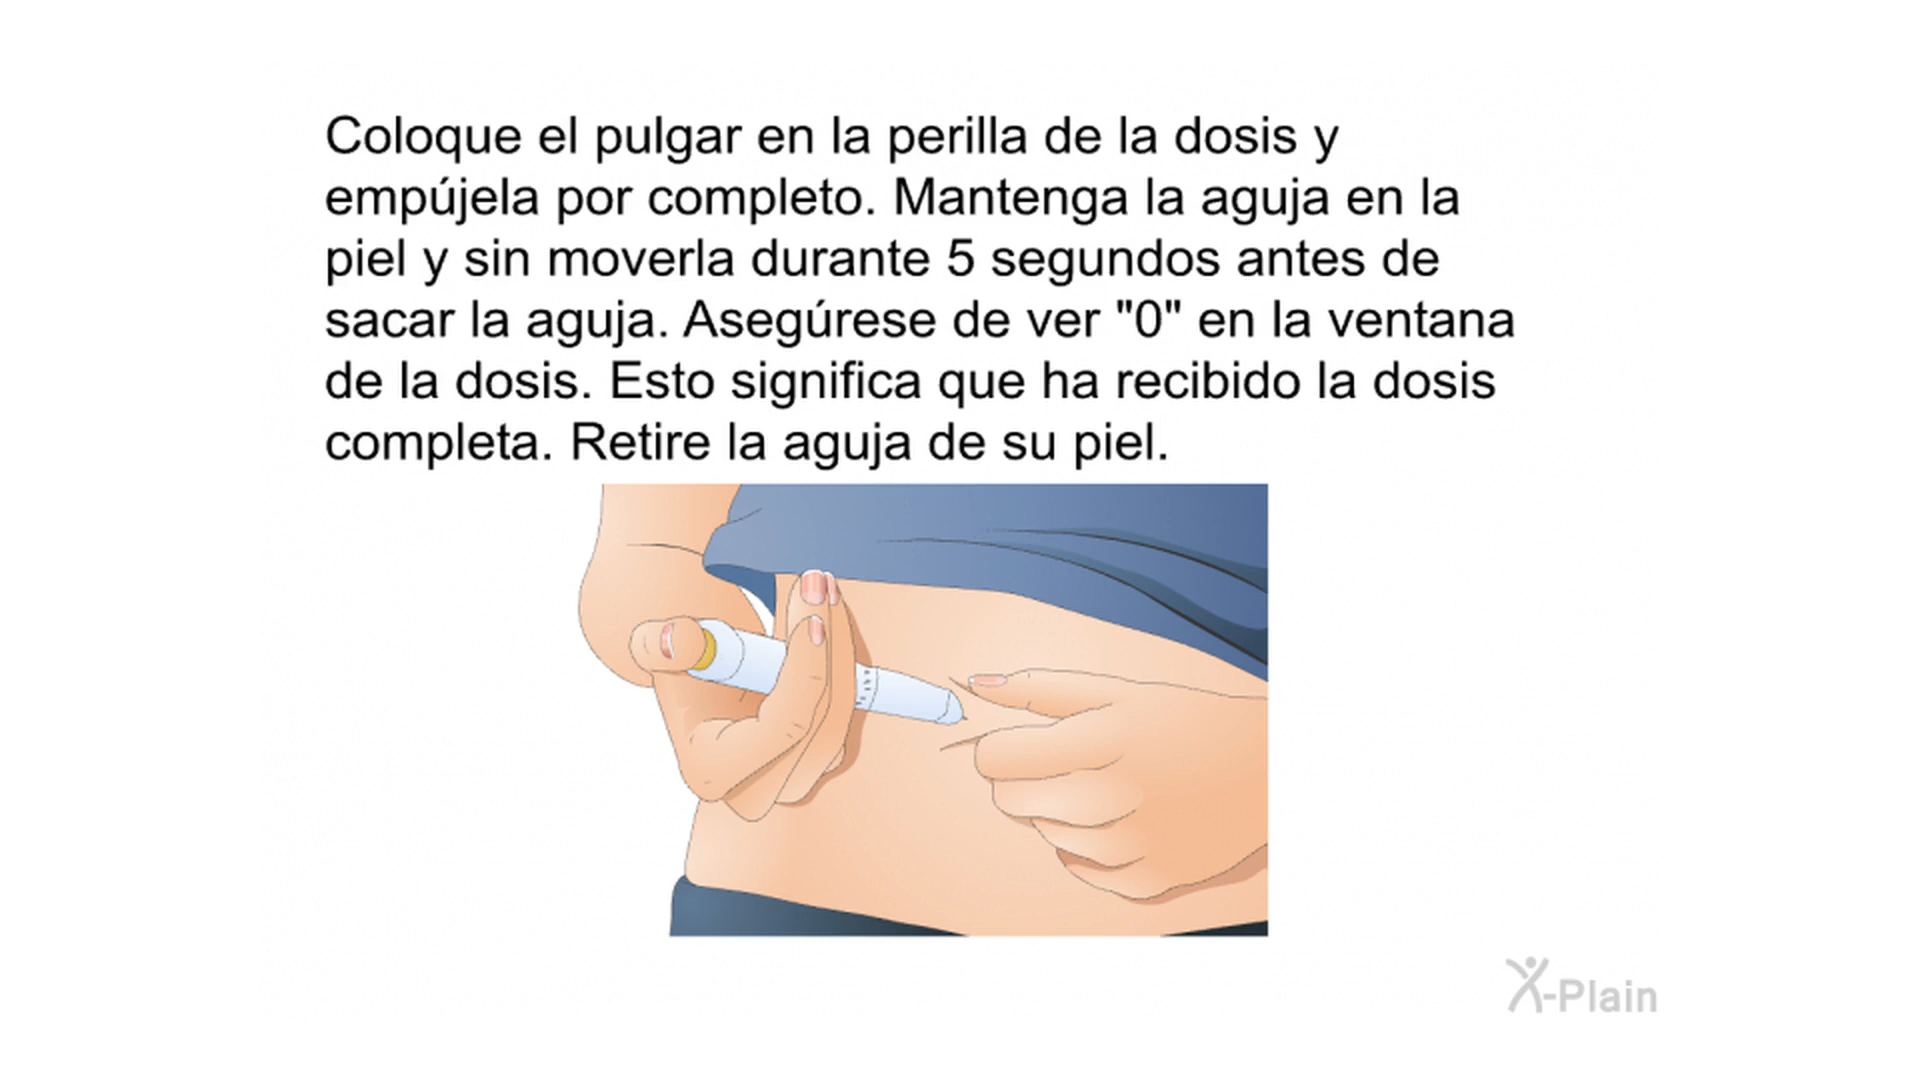 Coloque el pulgar en la perilla de la dosis y
empújela por completo. Mantenga la aguja en la
piel y sin moverla durante 5 segundos antes de
sacar la aguja. Asegúrese de ver "0" en la ventana
de la dosis. Esto significa que ha recibido la dosis
completa. Retire la aguja de su piel.
X-Plain